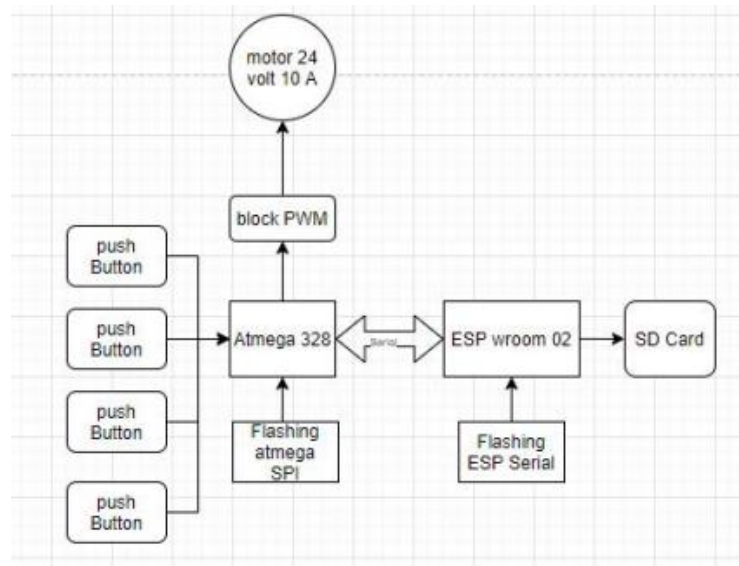 motor 24
volt 10 A
block PWM
push
Button
push
Button
push
Button
push
Button
Atmega 328
Serial
ESP wroom 02
SD Card
Flashing
atmega
SPI
Flashing
ESP Serial